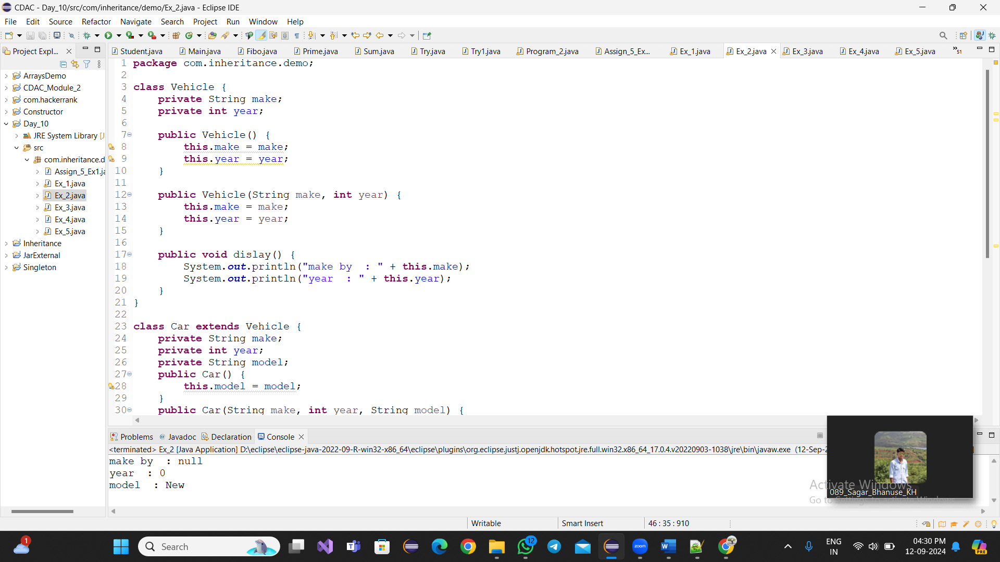 CDAC - Day_10/src/com/inheritance/demo/Ex_2.java - Eclipse IDE
File Edit Source Refactor Navigate Search Project Run Window Help
Project Expl...
Student.java Main.java Fibo.java Prime.java Sum.java Try.java Try1.java Program_2.java Assign_5_Ex... Ex_1.java Ex_2.java Ex_3.java Ex_4.java Ex_5.java »51
ArraysDemo
CDAC_Module_2
com.hackerrank
Constructor
Day_10
JRE System Library [J
src
com.inheritance.d
Assign_5_Ex1.ja
Ex_1.java
Ex_2.java
Ex_3.java
Ex_4.java
Ex_5.java
Inheritance
JarExternal
Singleton
1 package com.inheritance.demo;
2
3 class Vehicle {
4 private String make;
5 private int year;
6
7 public Vehicle() {
8 this.make = make;
9 this.year = year;
10 }
11
12 public Vehicle(String make, int year) {
13 this.make = make;
14 this.year = year;
15 }
16
17 public void dislay() {
18 System.out.println("make by  : " + this.make);
19 System.out.println("year  : " + this.year);
20 }
21 }
22
23 class Car extends Vehicle {
24 private String make;
25 private int year;
26 private String model;
27 public Car() {
28 this.model = model;
29 }
30 public Car(String make, int year, String model) {
Problems Javadoc Declaration Console
<terminated> Ex_2 [Java Application] D:\eclipse\eclipse-java-2022-09-R-win32-x86_64\eclipse\plugins\org.eclipse.justj.openjdk.hotspot.jre.full.win32.x86_64_17.0.4.v20220903-1038\jre\bin\javaw.exe (12-Sep-2
make by  : null
year  : 0
model  : New
Activate Windows
089_Sagar_Bhanuse_KH
Go to Settings to activate Windows.
Writable Smart Insert 46 : 35 : 910
1
Search
12
zoom
ENG
IN
04:30 PM
12-09-2024
PRE